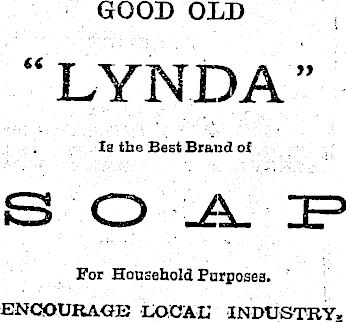 GOOD OLD
"LYNDA"
Is the Best Brand of
SOAP
For Household Purposes.
ENCOURAGE LOCAL INDUSTRY.